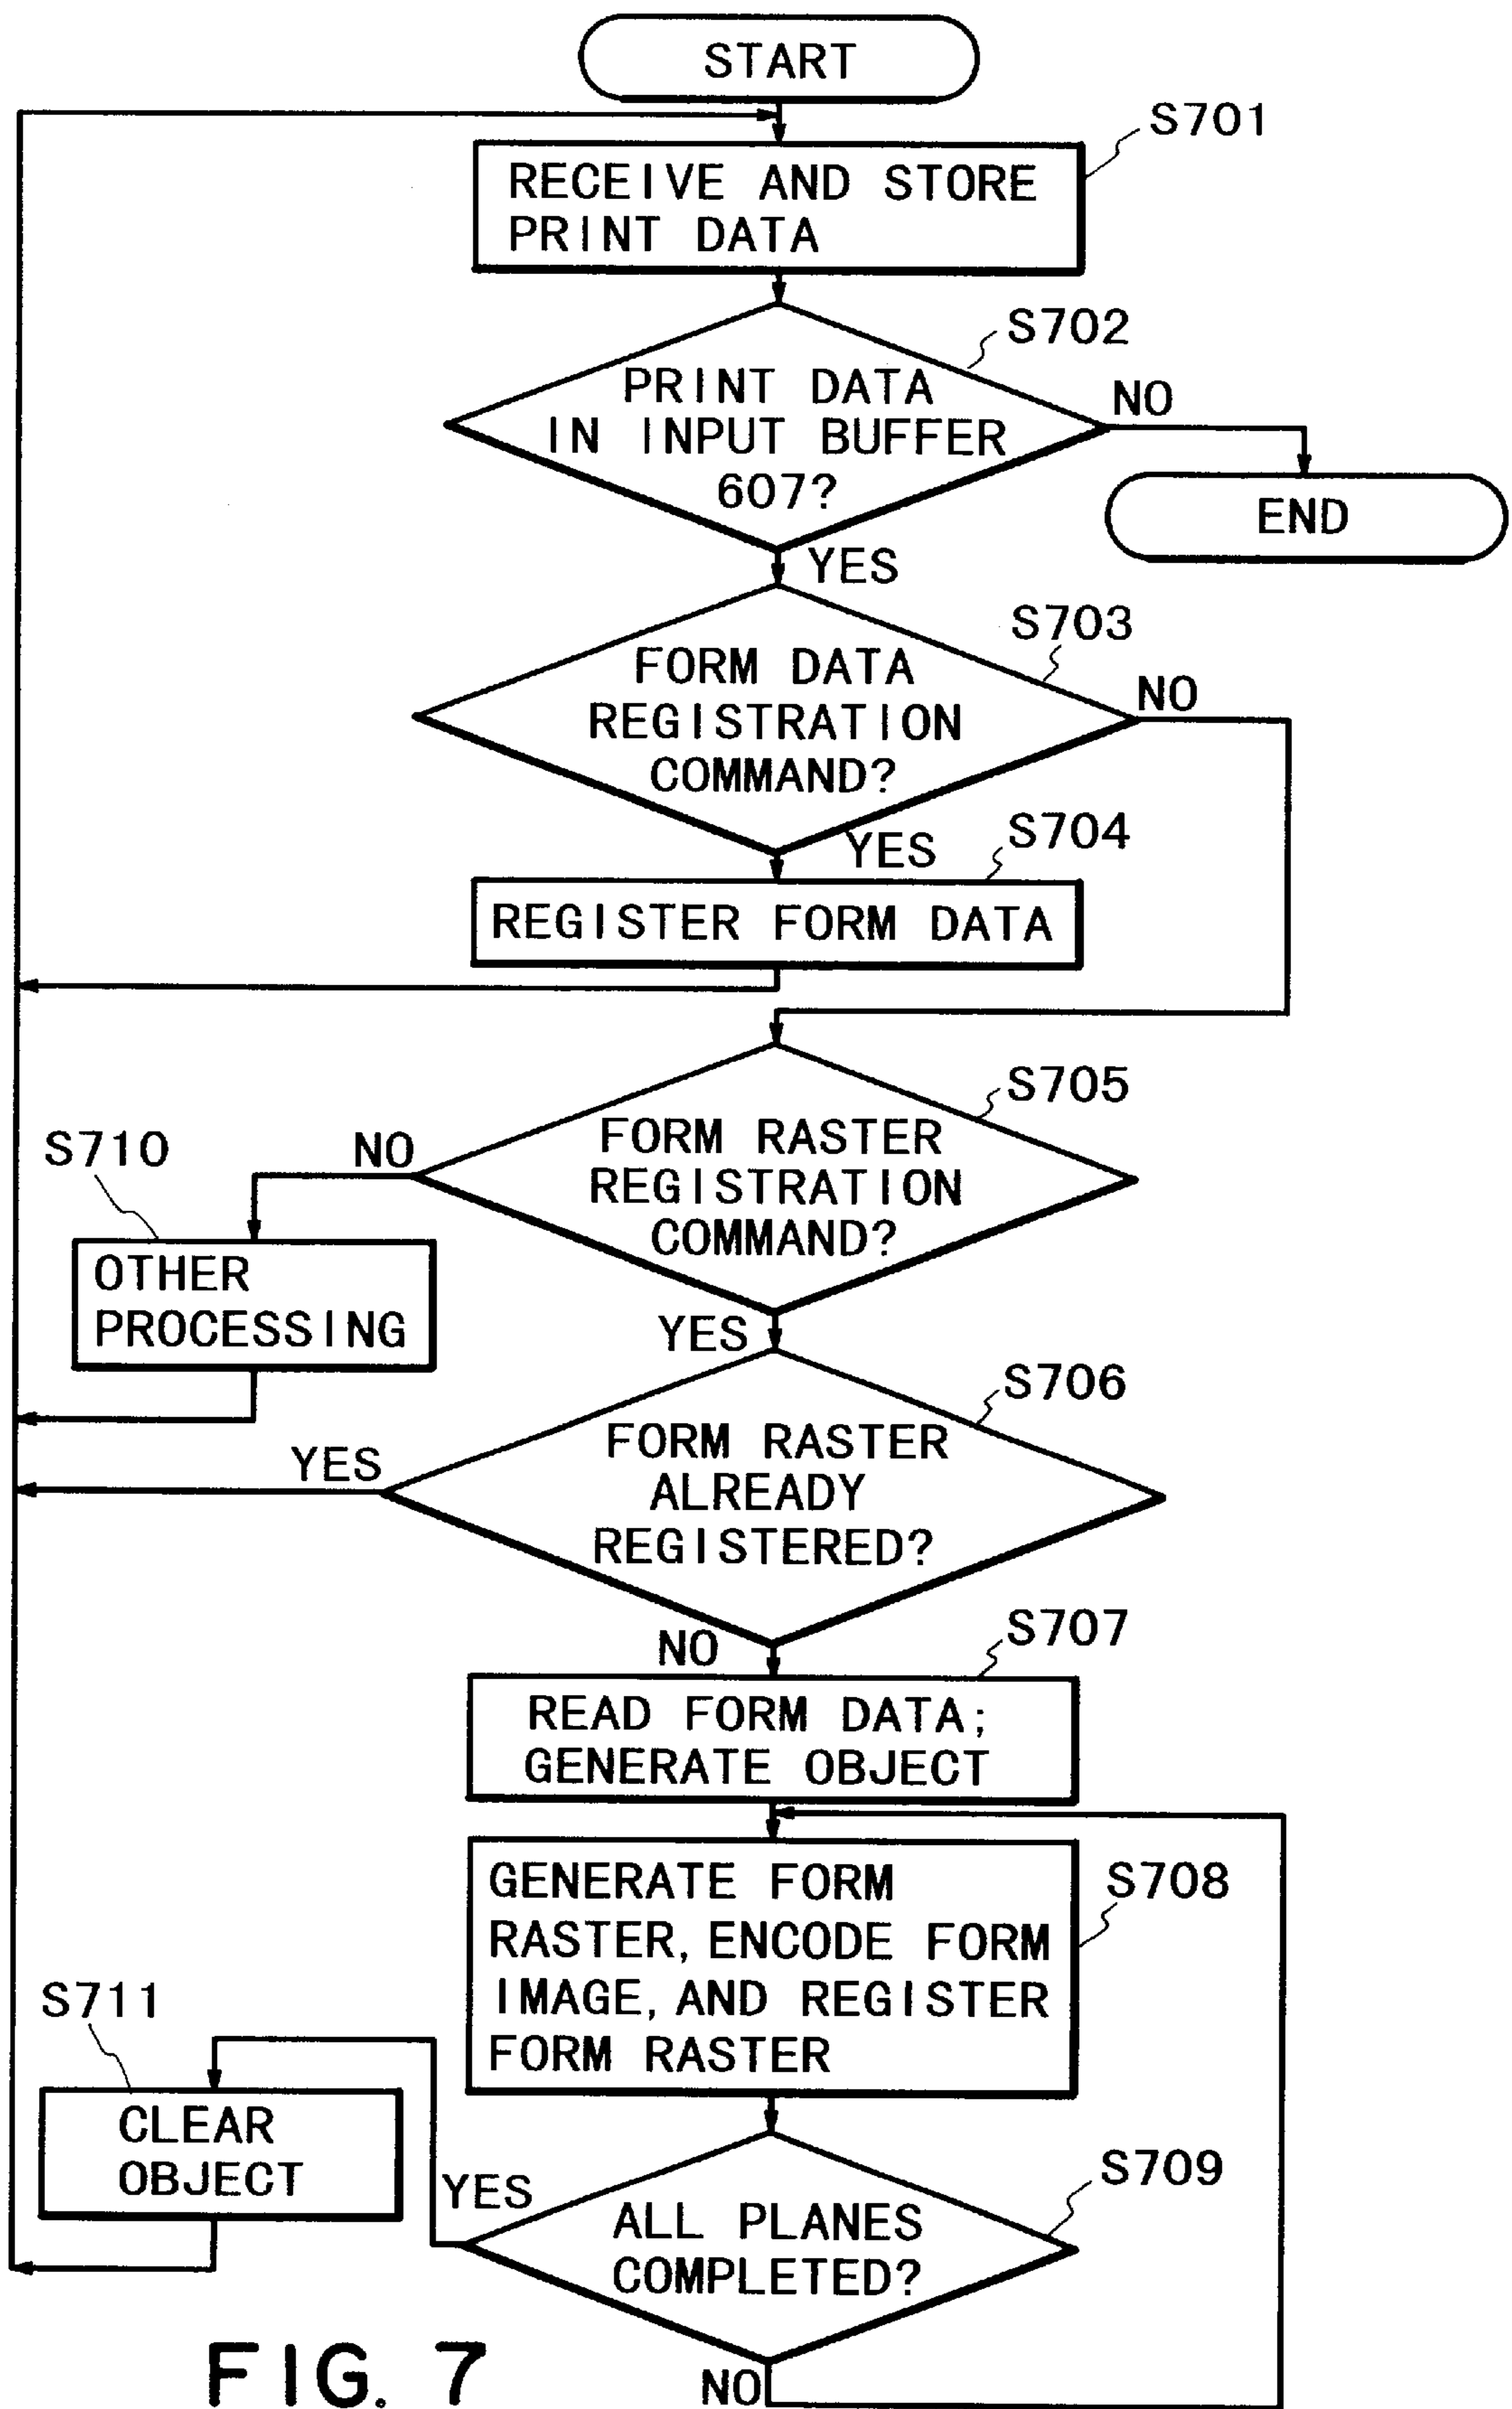 START
S701
RECEIVE AND STORE
PRINT DATA
S702
PRINT DATA
IN INPUT BUFFER
607?
NO
END
YES
S703
FORM DATA
REGISTRATION
COMMAND?
NO
YES
S704
REGISTER FORM DATA
S705
FORM RASTER
REGISTRATION
COMMAND?
NO
S710
OTHER
PROCESSING
YES
S706
FORM RASTER
ALREADY
REGISTERED?
YES
NO
S707
READ FORM DATA;
GENERATE OBJECT
S708
GENERATE FORM
RASTER, ENCODE FORM
IMAGE, AND REGISTER
FORM RASTER
S711
CLEAR
OBJECT
YES
S709
ALL PLANES
COMPLETED?
NO
FIG. 7